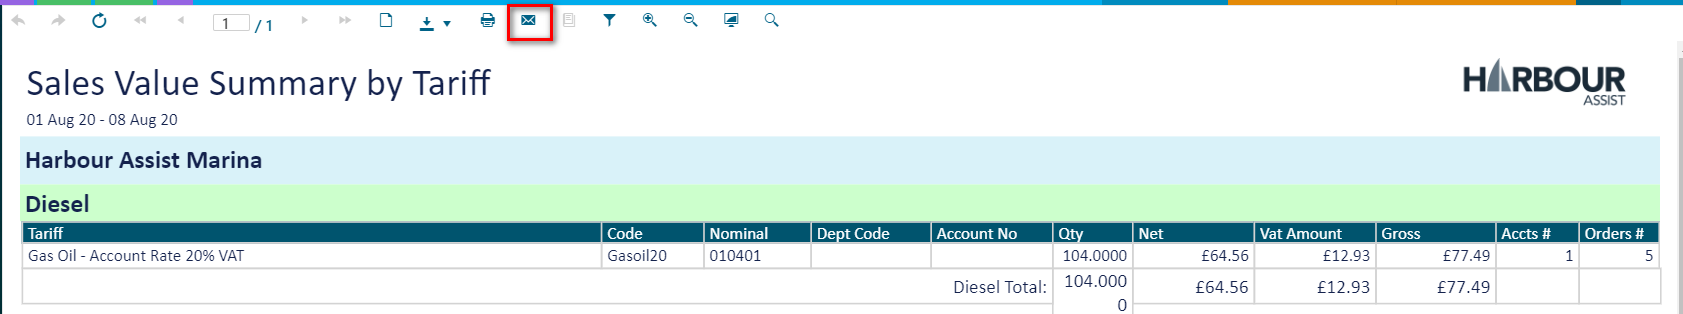 1 / 1
Sales Value Summary by Tariff
HARBOUR
ASSIST
01 Aug 20 - 08 Aug 20
Harbour Assist Marina
Diesel
Tariff Code Nominal Dept Code Account No Qty Net Vat Amount Gross Accts # Orders #
Gas Oil - Account Rate 20% VAT Gasoil20 010401 104.0000 £64.56 £12.93 £77.49 1 5
Diesel Total: 104.000 £64.56 £12.93 £77.49
0